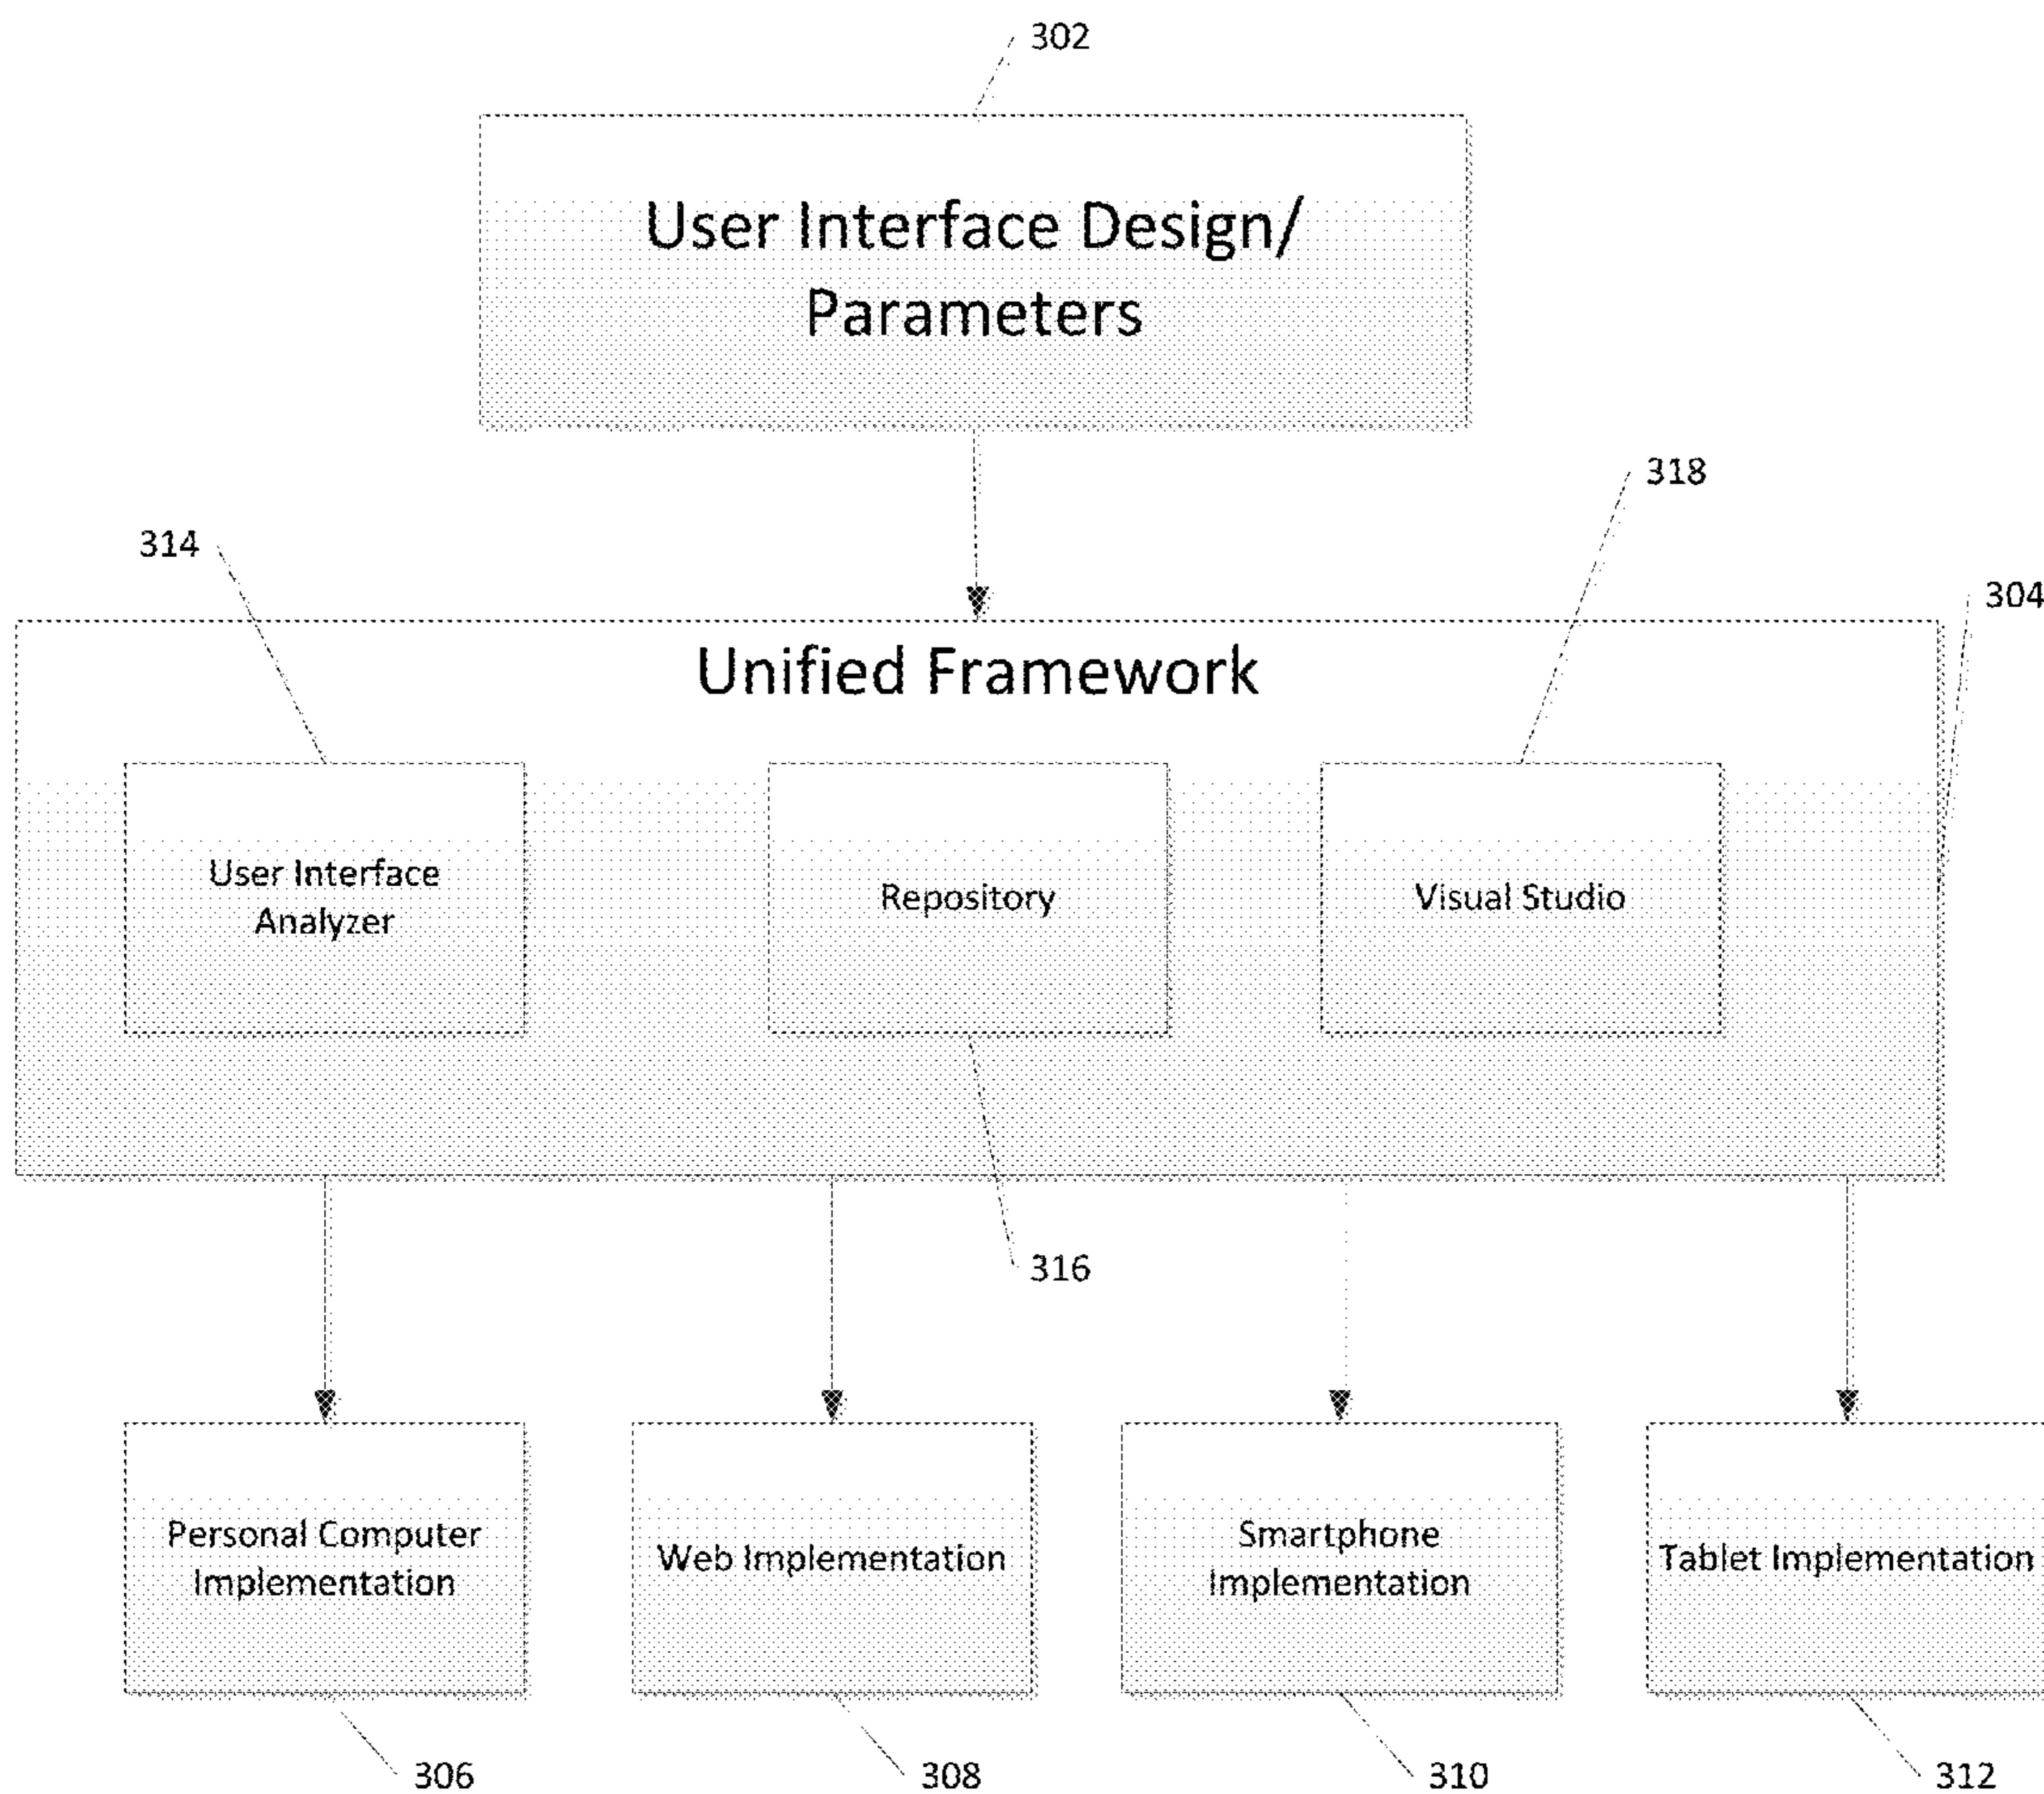 302
User Interface Design/
Parameters
318
314
304
Unified Framework
User Interface
Analyzer
Repository
Visual Studio
316
Personal Computer
Implementation
Web Implementation
Smartphone
Implementation
Tablet Implementation
306
308
310
312